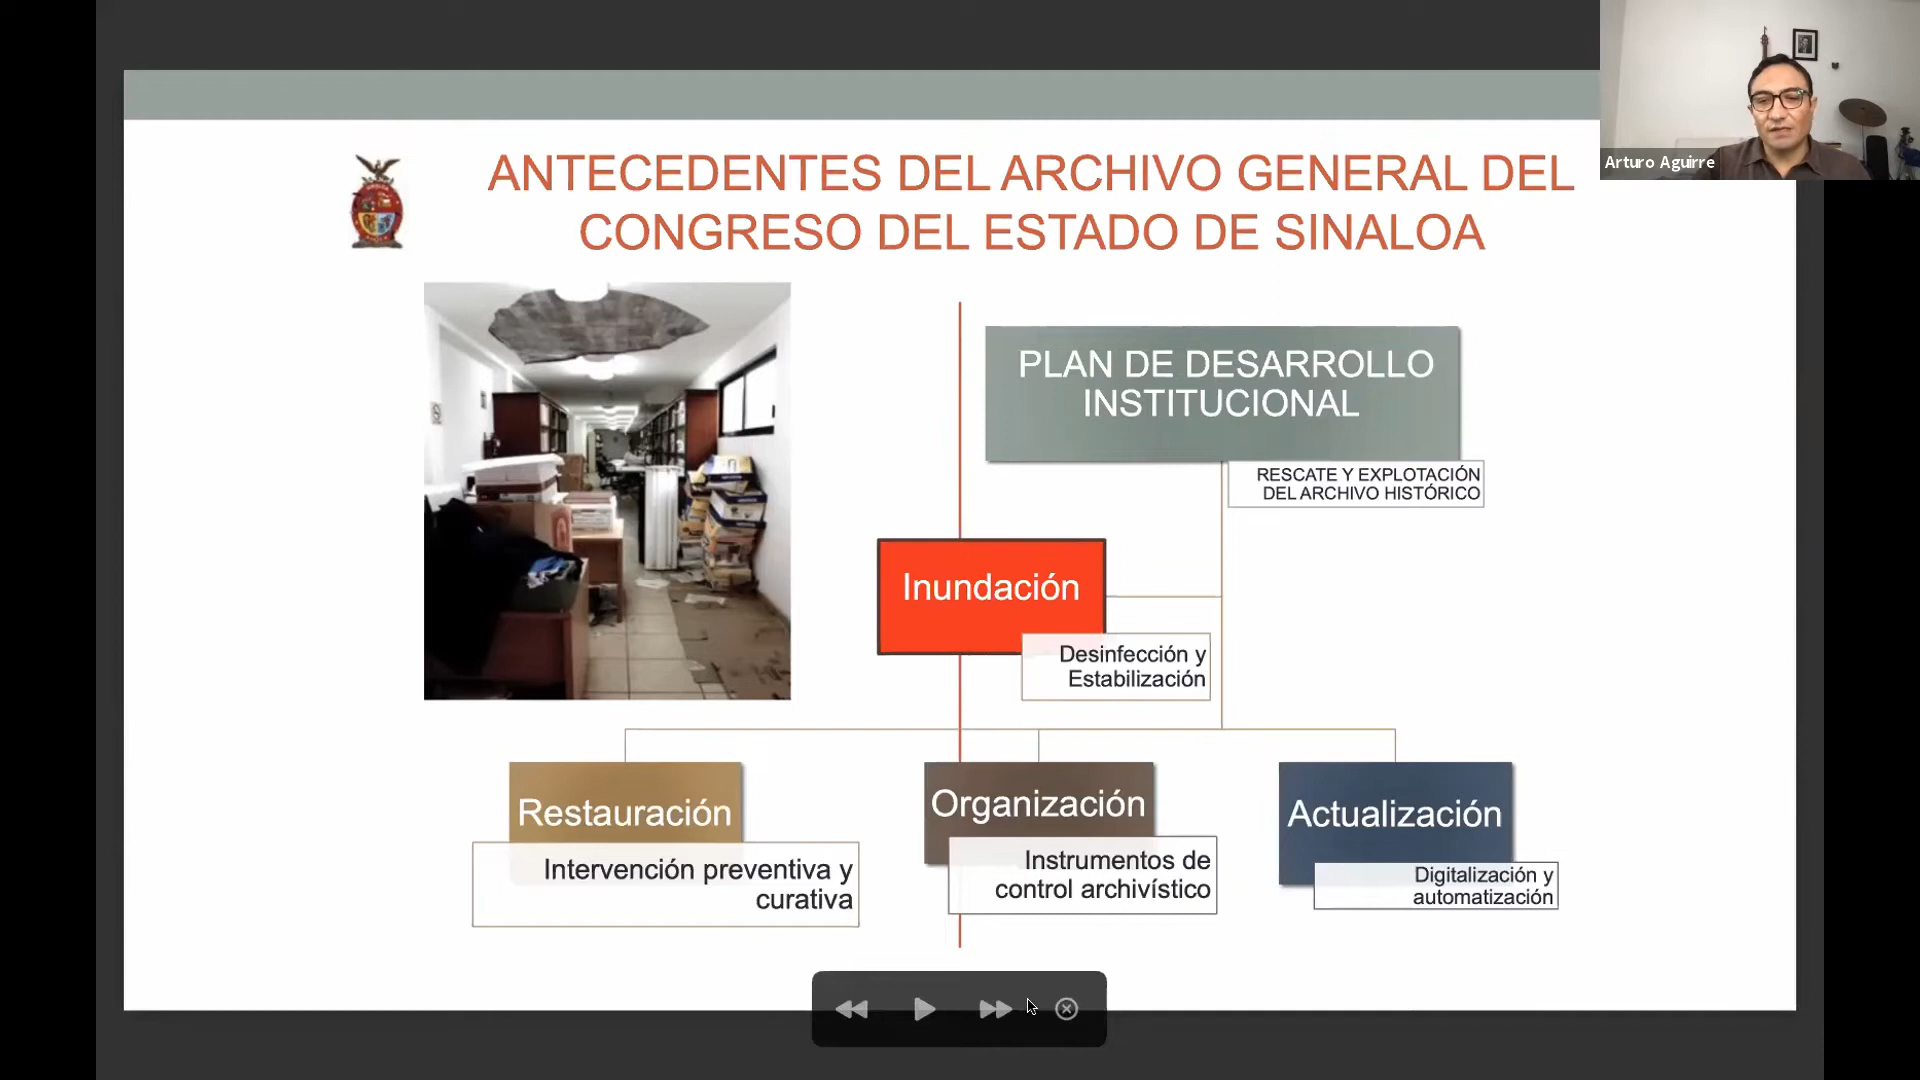 Arturo Aguirre
ANTECEDENTES DEL ARCHIVO GENERAL DEL
CONGRESO DEL ESTADO DE SINALOA
PLAN DE DESARROLLO
INSTITUCIONAL
RESCATE Y EXPLOTACIÓN
DEL ARCHIVO HISTÓRICO
Inundación
Desinfección y
Estabilización
Restauración
Intervención preventiva y
curativa
Organización
Instrumentos de
control archivístico
Actualización
Digitalización y
automatización